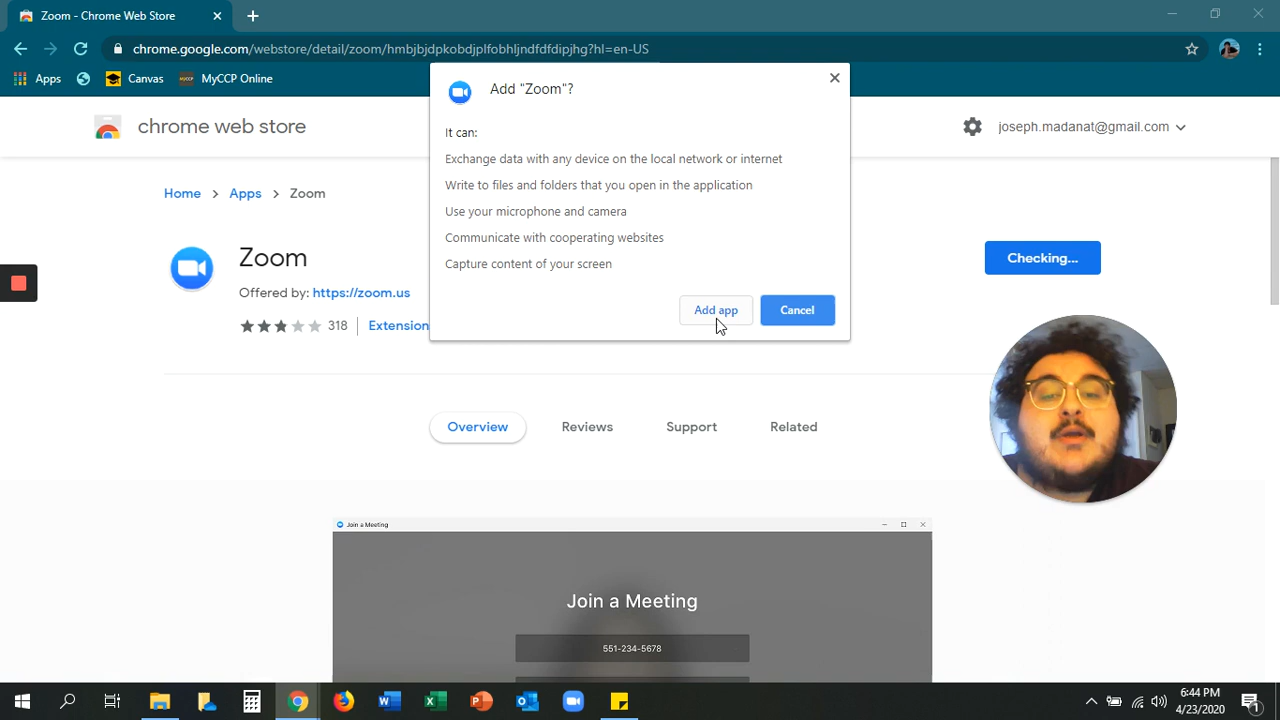 Zoom - Chrome Web Store
chrome.google.com/webstore/detail/zoom/hmbjbjdpkobdjplfobhljndfdfdipjhg?hl=en-US
Apps
Canvas
MyCCP Online
chrome web store
joseph.madanat@gmail.com
Add "Zoom"?
It can:
Exchange data with any device on the local network or internet
Write to files and folders that you open in the application
Use your microphone and camera
Communicate with cooperating websites
Capture content of your screen
Add app
Cancel
Home > Apps > Zoom
Zoom
Offered by: https://zoom.us
318
Extension
Checking...
Overview
Reviews
Support
Related
Join a Meeting
Join a Meeting
551-234-5678
6:44 PM
4/23/2020
1